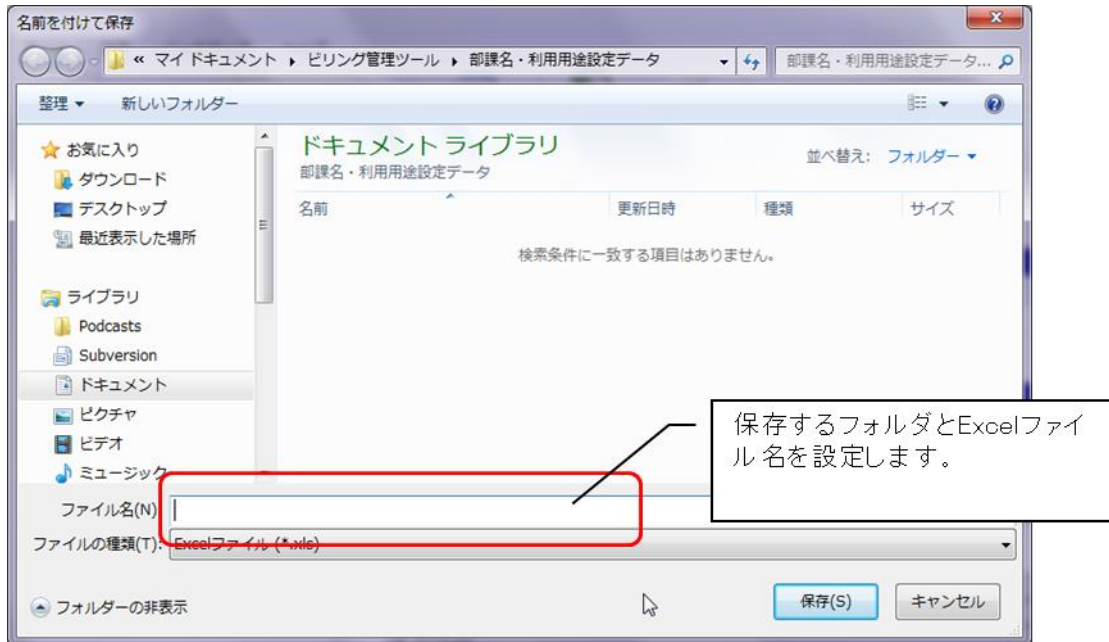 名前を付けて保存
« マイ ドキュメント ▸ ビリング管理ツール ▸ 部課名・利用用途設定データ
部課名・利用用途設定データ...
整理 新しいフォルダー
お気に入り
ダウンロード
デスクトップ
最近表示した場所
ライブラリ
Podcasts
Subversion
ドキュメント
ピクチャ
ビデオ
ミュージック
ドキュメント ライブラリ
部課名・利用用途設定データ
並べ替え: フォルダー
名前 更新日時 種類 サイズ
検索条件に一致する項目はありません。
保存するフォルダとExcelファイ
ル名を設定します。
ファイル名(N)
ファイルの種類(T): Excelファイル (*.xls)
フォルダーの非表示
保存(S) キャンセル